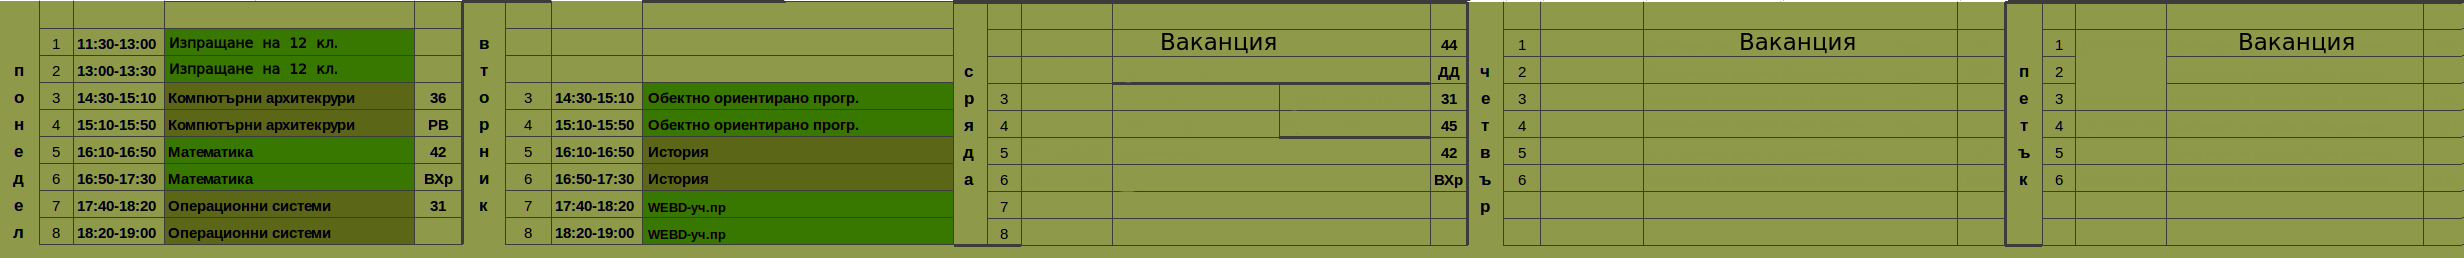 понедел
1 11:30-13:00 Изпращане на 12 кл.
2 13:00-13:30 Изпращане на 12 кл.
3 14:30-15:10 Компютърни архитекрури 36
4 15:10-15:50 Компютърни архитекрури РВ
5 16:10-16:50 Математика 42
6 16:50-17:30 Математика ВХр
7 17:40-18:20 Операционни системи 31
8 18:20-19:00 Операционни системи
вторник
3 14:30-15:10 Обектно ориентирано прогр.
4 15:10-15:50 Обектно ориентирано прогр.
5 16:10-16:50 История
6 16:50-17:30 История
7 17:40-18:20 WEBD-уч.пр
8 18:20-19:00 WEBD-уч.пр
сряда
Ваканция 44
ДД
3 31
4 45
5 42
6 ВХр
7
8
четвър
1 Ваканция
2
3
4
5
6
петък
1 Ваканция
2
3
4
5
6